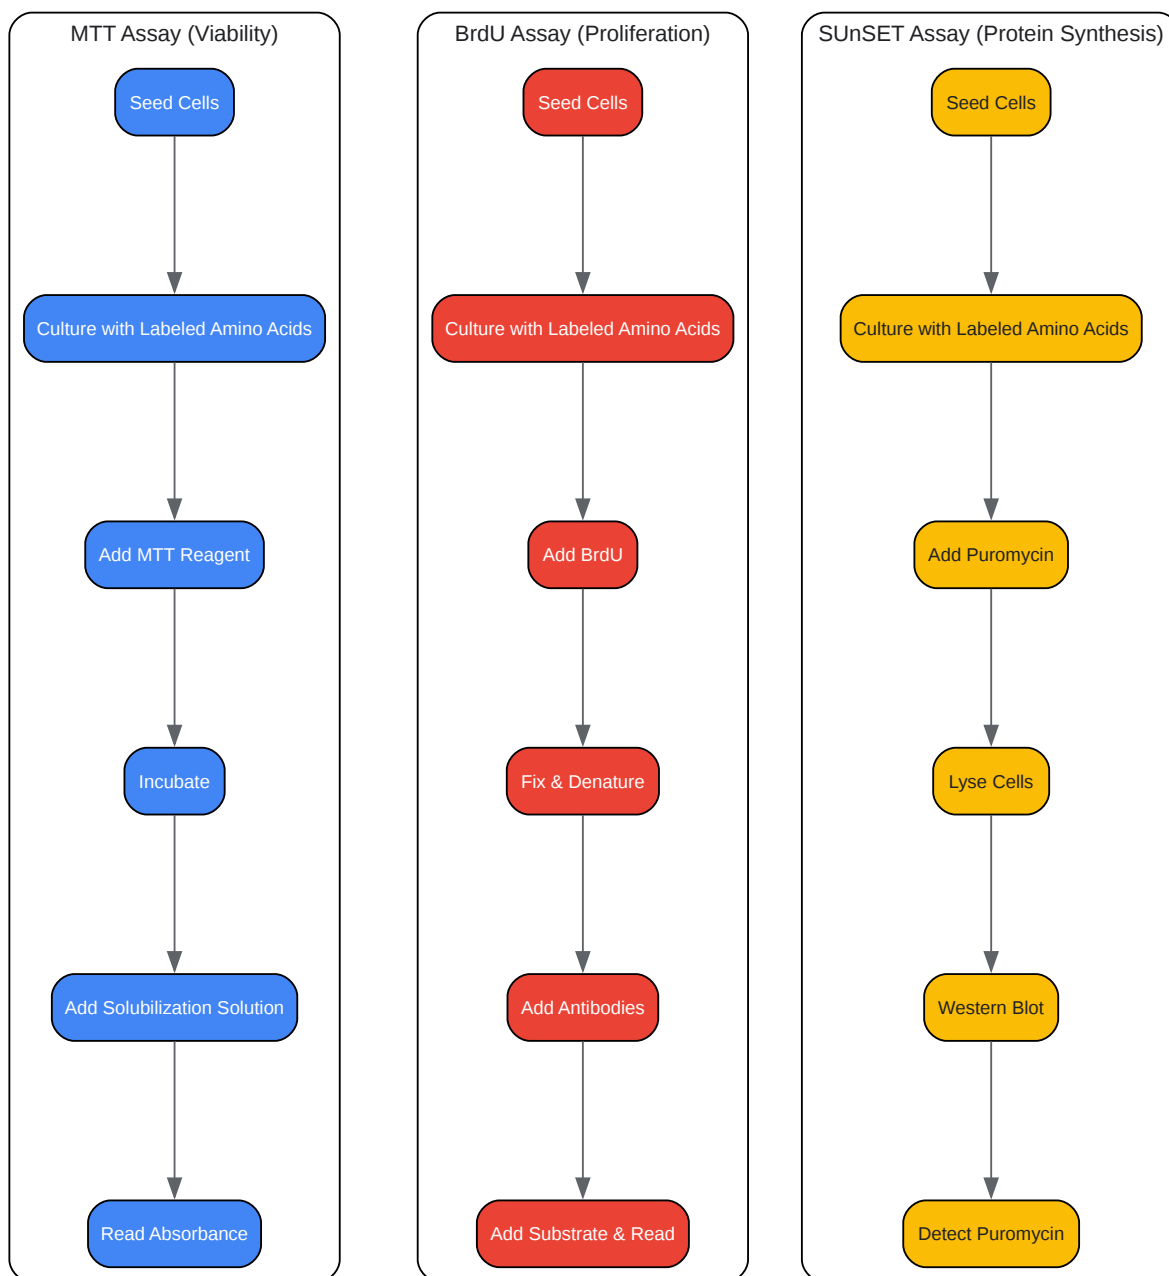 MTT Assay (Viability)
Seed Cells
Culture with Labeled Amino Acids
Add MTT Reagent
Incubate
Add Solubilization Solution
Read Absorbance
BrdU Assay (Proliferation)
Seed Cells
Culture with Labeled Amino Acids
Add BrdU
Fix & Denature
Add Antibodies
Add Substrate & Read
SUnSET Assay (Protein Synthesis)
Seed Cells
Culture with Labeled Amino Acids
Add Puromycin
Lyse Cells
Western Blot
Detect Puromycin